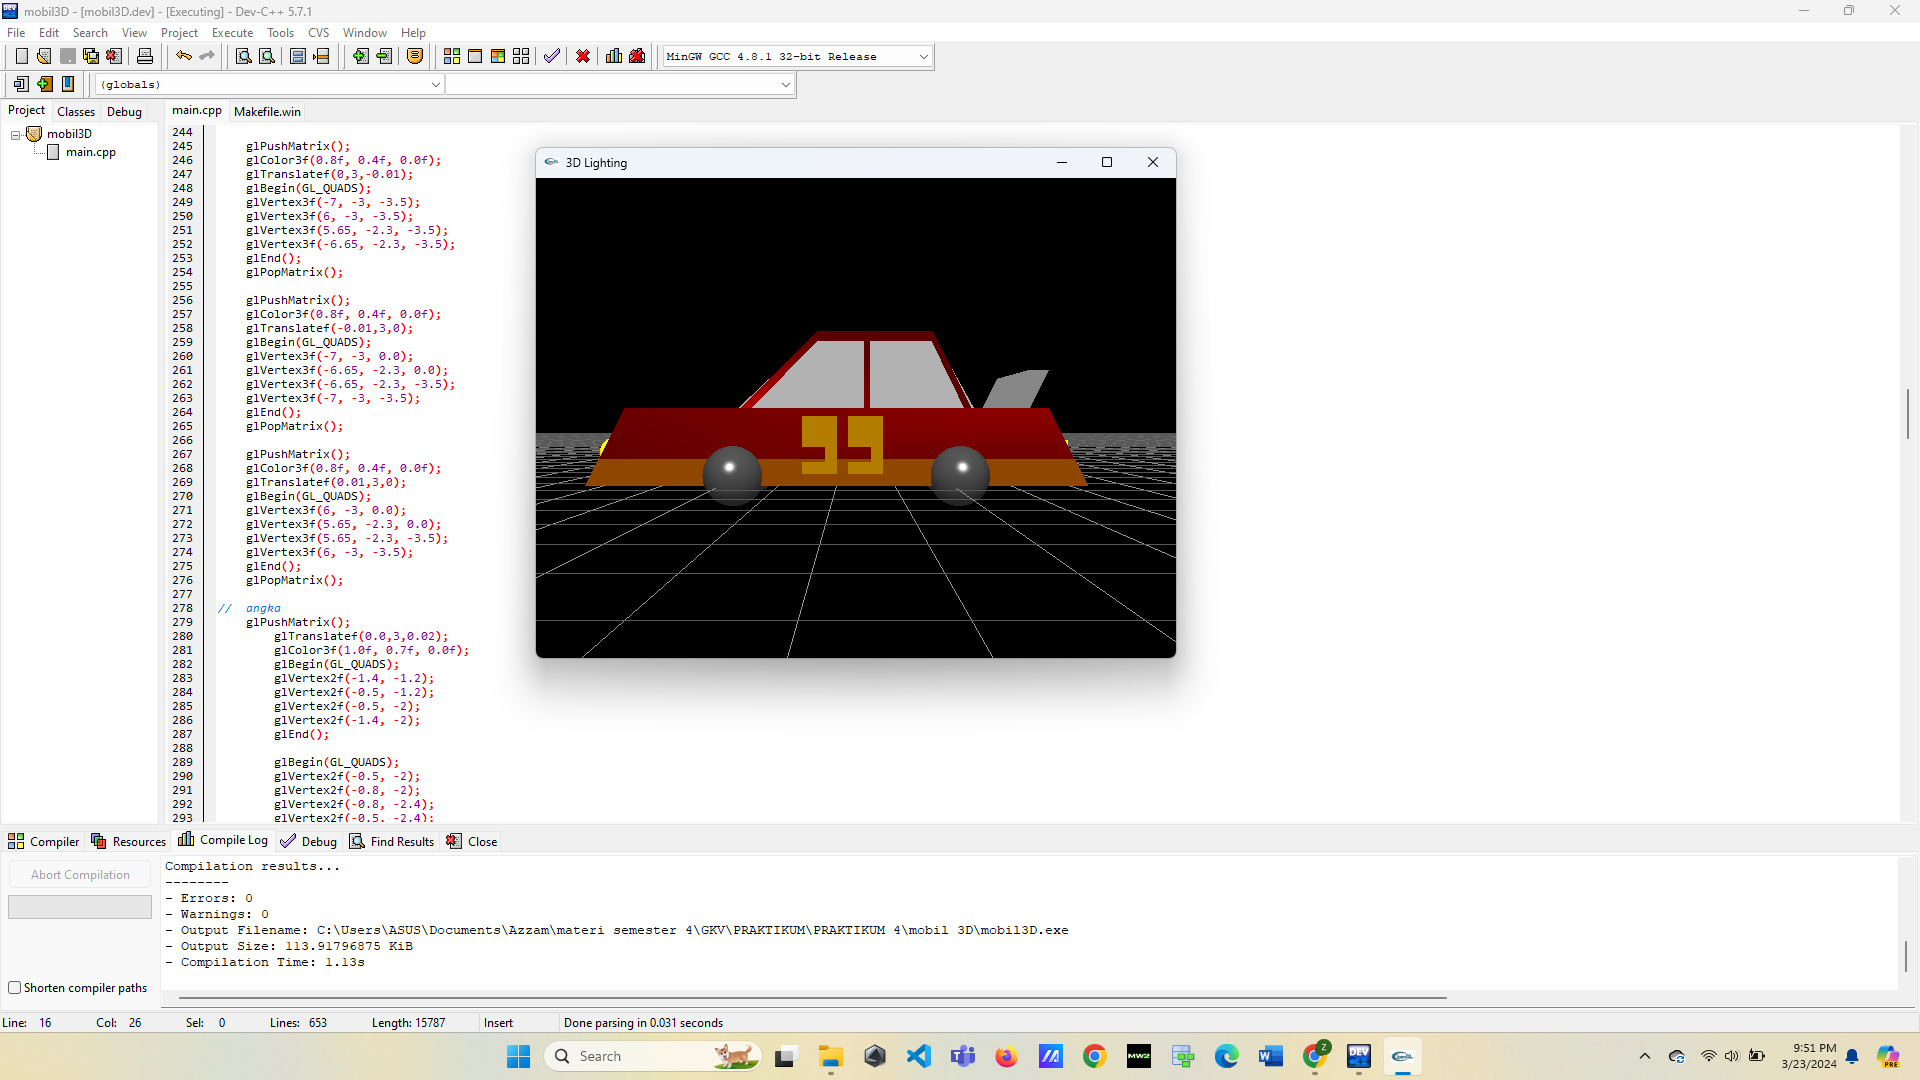 mobil3D - [mobil3D.dev] - [Executing] - Dev-C++ 5.7.1
File Edit Search View Project Execute Tools CVS Window Help
MinGW GCC 4.8.1 32-bit Release
(globals)
Project Classes Debug
main.cpp Makefile.win
mobil3D
main.cpp
244
245 glPushMatrix();
246 glColor3f(0.8f, 0.4f, 0.0f);
247 glTranslatef(0,3,-0.01);
248 glBegin(GL_QUADS);
249 glVertex3f(-7, -3, -3.5);
250 glVertex3f(6, -3, -3.5);
251 glVertex3f(5.65, -2.3, -3.5);
252 glVertex3f(-6.65, -2.3, -3.5);
253 glEnd();
254 glPopMatrix();
255
256 glPushMatrix();
257 glColor3f(0.8f, 0.4f, 0.0f);
258 glTranslatef(-0.01,3,0);
259 glBegin(GL_QUADS);
260 glVertex3f(-7, -3, 0.0);
261 glVertex3f(-6.65, -2.3, 0.0);
262 glVertex3f(-6.65, -2.3, -3.5);
263 glVertex3f(-7, -3, -3.5);
264 glEnd();
265 glPopMatrix();
266
267 glPushMatrix();
268 glColor3f(0.8f, 0.4f, 0.0f);
269 glTranslatef(0.01,3,0);
270 glBegin(GL_QUADS);
271 glVertex3f(6, -3, 0.0);
272 glVertex3f(5.65, -2.3, 0.0);
273 glVertex3f(5.65, -2.3, -3.5);
274 glVertex3f(6, -3, -3.5);
275 glEnd();
276 glPopMatrix();
277
278 // angka
279 glPushMatrix();
280 glTranslatef(0.0,3,0.02);
281 glColor3f(1.0f, 0.7f, 0.0f);
282 glBegin(GL_QUADS);
283 glVertex2f(-1.4, -1.2);
284 glVertex2f(-0.5, -1.2);
285 glVertex2f(-0.5, -2);
286 glVertex2f(-1.4, -2);
287 glEnd();
288
289 glBegin(GL_QUADS);
290 glVertex2f(-0.5, -2);
291 glVertex2f(-0.8, -2);
292 glVertex2f(-0.8, -2.4);
293 glVertex2f(-0.5, -2.4);
3D Lighting
Compiler Resources Compile Log Debug Find Results Close
Abort Compilation
Shorten compiler paths
Compilation results...
--------
- Errors: 0
- Warnings: 0
- Output Filename: C:\Users\ASUS\Documents\Azzam\materi semester 4\GKV\PRAKTIKUM\PRAKTIKUM 4\mobil 3D\mobil3D.exe
- Output Size: 113.91796875 KiB
- Compilation Time: 1.13s
Line: 16 Col: 26 Sel: 0 Lines: 653 Length: 15787 Insert Done parsing in 0.031 seconds
Search
9:51 PM
3/23/2024